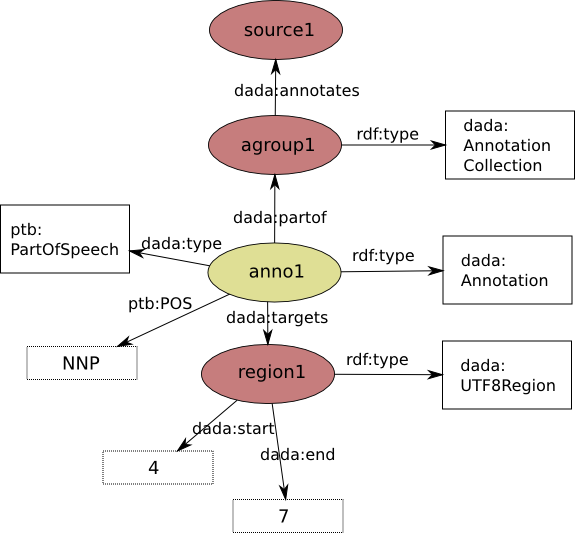 source1
dada:annotates
agroup1
rdf:type
dada:
Annotation
Collection
dada:partof
ptb:
PartOfSpeech
dada:type
anno1
rdf:type
dada:
Annotation
ptb:POS
dada:targets
NNP
region1
rdf:type
dada:
UTF8Region
dada:start
dada:end
4
7